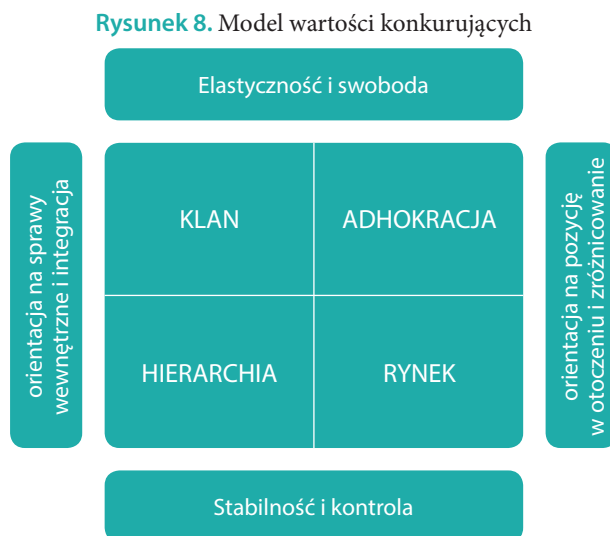 Rysunek 8. Model wartości konkurujących
Elastyczność i swoboda
orientacja na sprawy
wewnętrzne i integracja
KLAN
ADHOKRACJA
HIERARCHIA
RYNEK
orientacja na pozycję
w otoczeniu i zróżnicowanie
Stabilność i kontrola